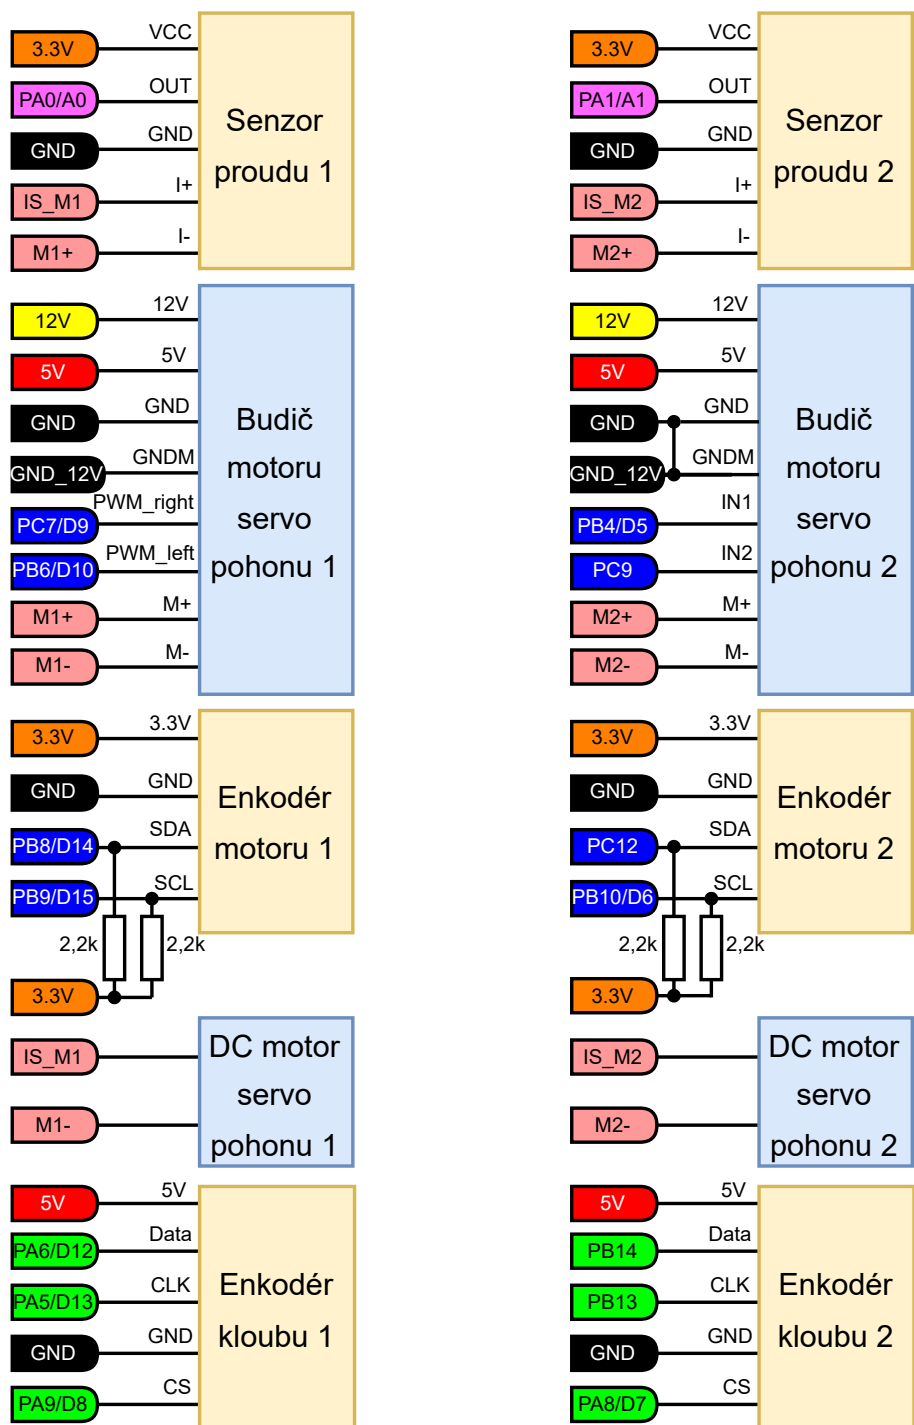 VCC
3.3V
OUT
PA0/A0
GND
GND
I+
IS_M1
I-
M1+
Senzor
proudu 1
VCC
3.3V
OUT
PA1/A1
GND
GND
I+
IS_M2
I-
M2+
Senzor
proudu 2
12V
12V
5V
5V
GND
GND
GNDM
GND_12V
PWM_right
PC7/D9
PWM_left
PB6/D10
M+
M1+
M-
M1-
Budič
motoru
servo
pohonu 1
12V
12V
5V
5V
GND
GND
GNDM
GND_12V
IN1
PB4/D5
IN2
PC9
M+
M2+
M-
M2-
Budič
motoru
servo
pohonu 2
3.3V
3.3V
GND
GND
SDA
PB8/D14
SCL
PB9/D15
2,2k
2,2k
3.3V
Enkodér
motoru 1
3.3V
3.3V
GND
GND
SDA
PC12
SCL
PB10/D6
2,2k
2,2k
3.3V
Enkodér
motoru 2
IS_M1
M1-
DC motor
servo
pohonu 1
IS_M2
M2-
DC motor
servo
pohonu 2
5V
5V
Data
PA6/D12
CLK
PA5/D13
GND
GND
CS
PA9/D8
Enkodér
kloubu 1
5V
5V
Data
PB14
CLK
PB13
GND
GND
CS
PA8/D7
Enkodér
kloubu 2